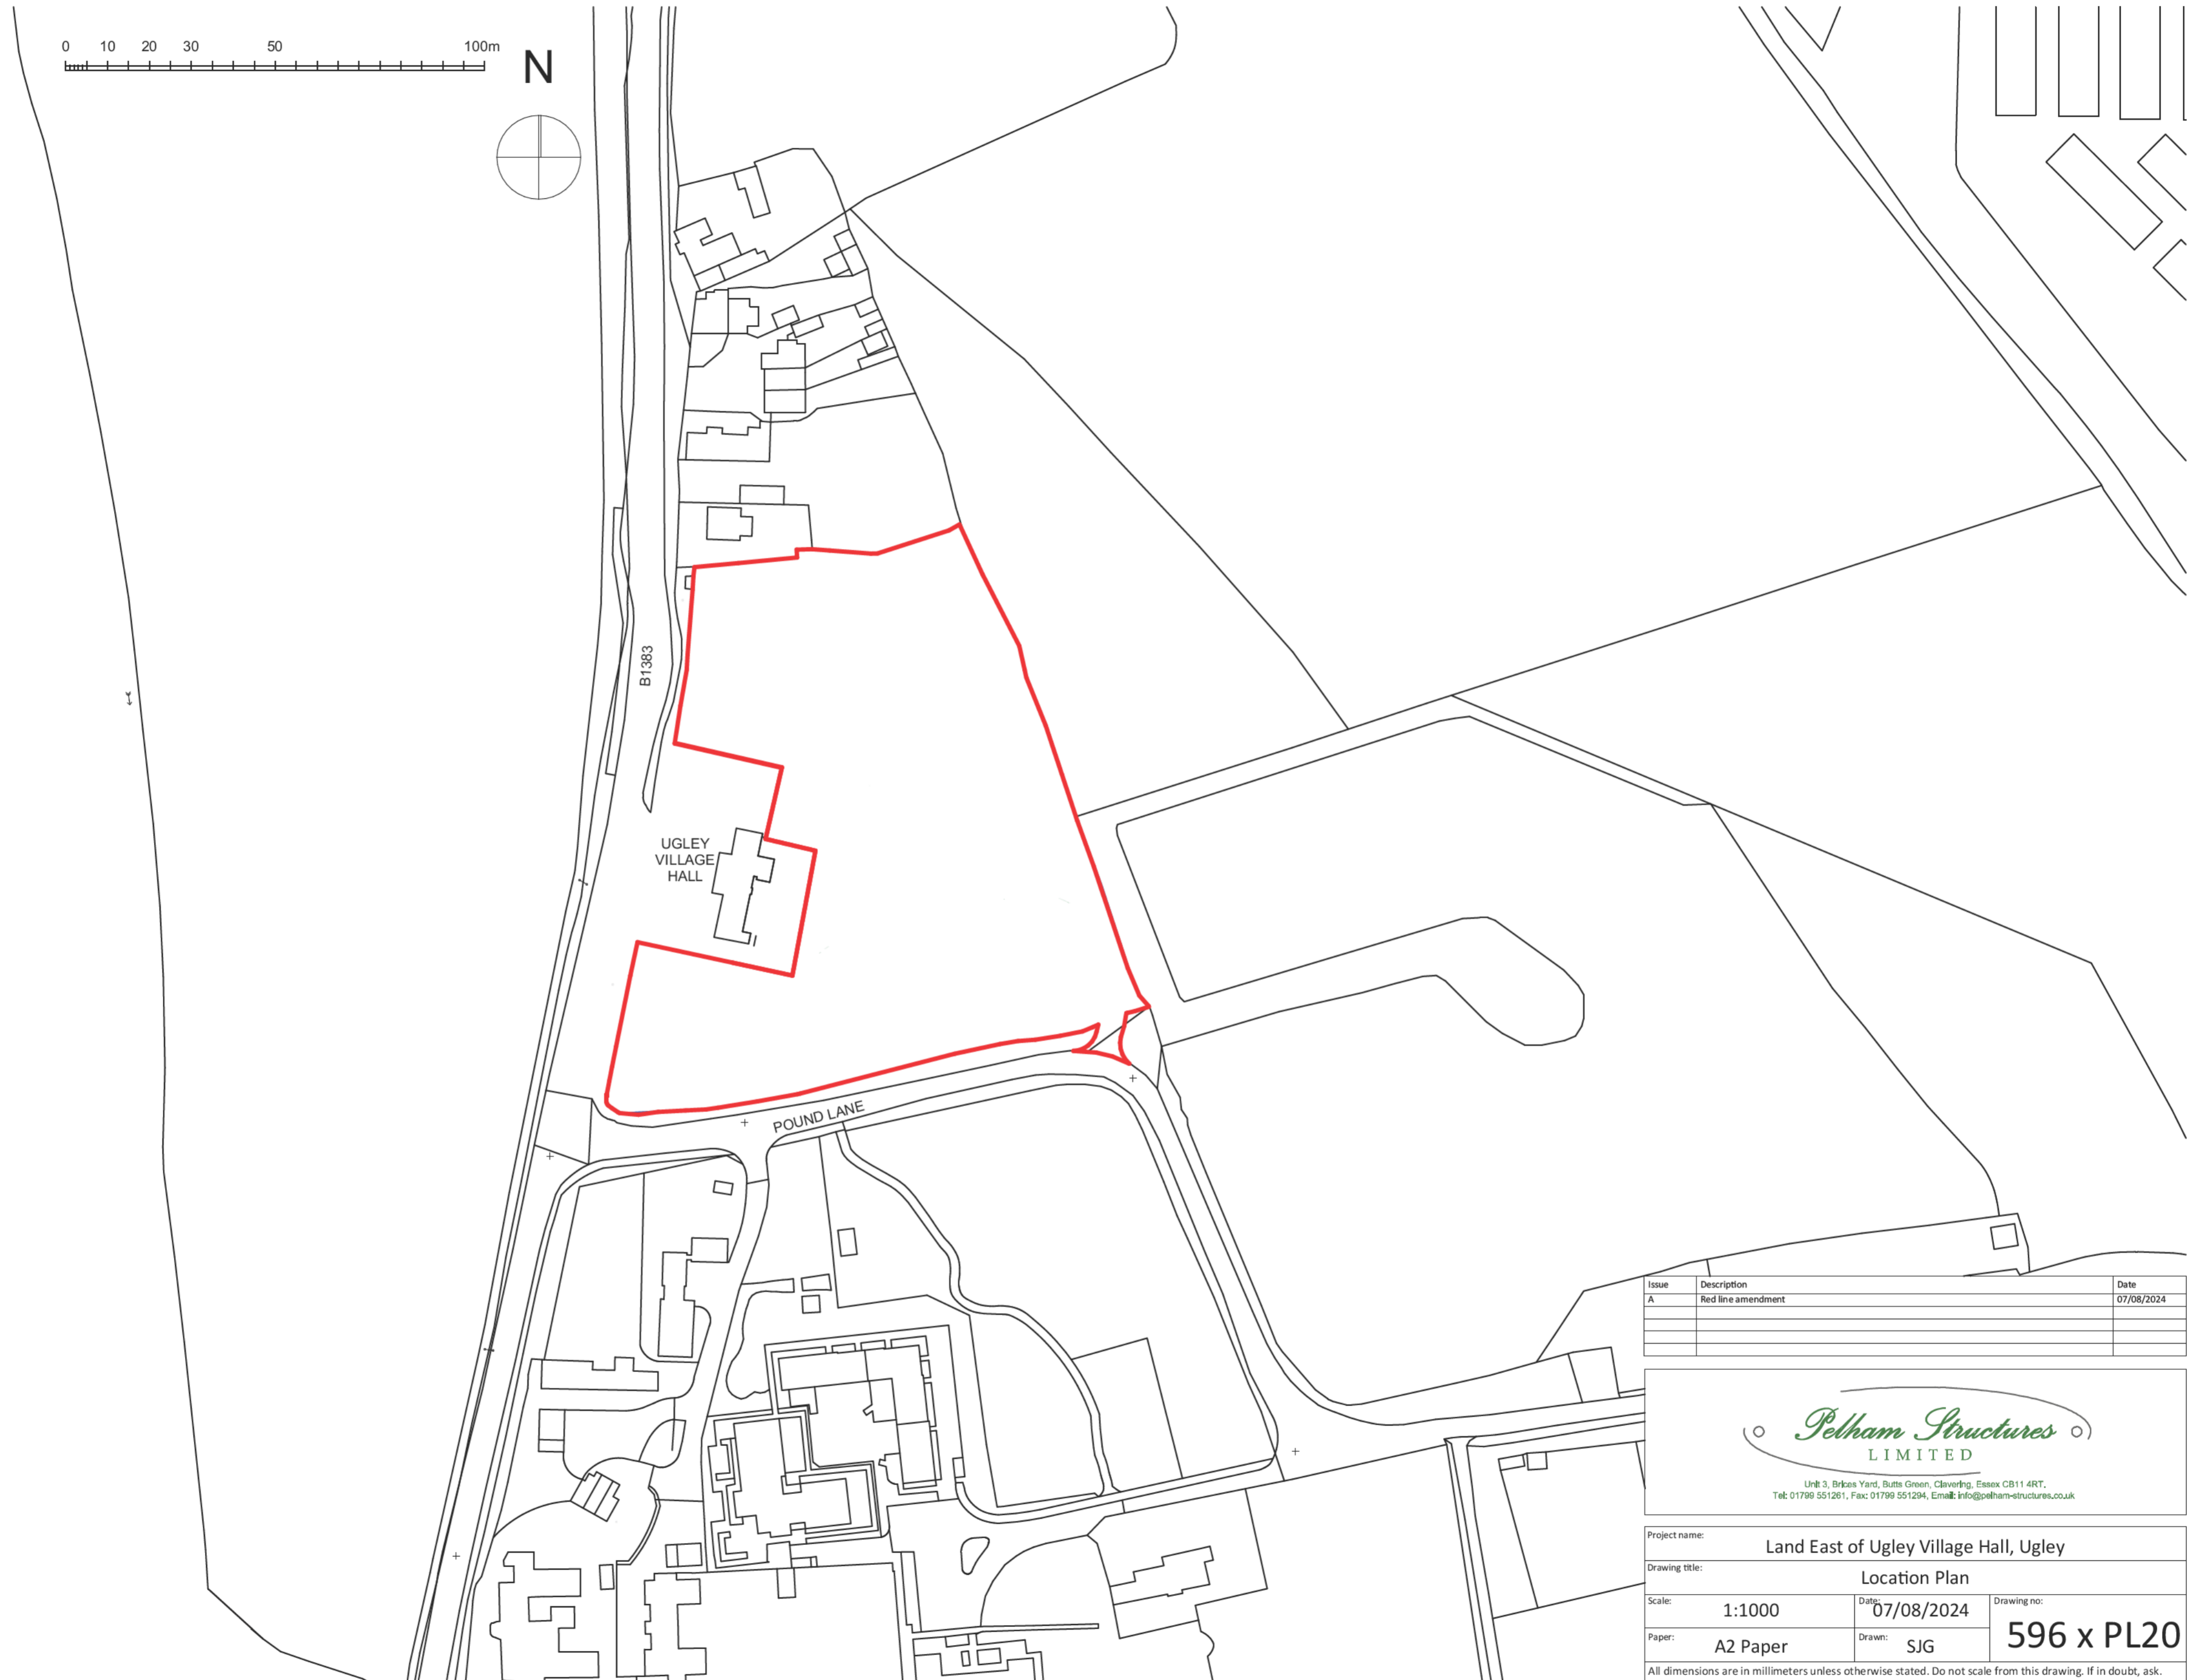 0 10 20 30 50 100m
N
B1383
UGLEY
VILLAGE
HALL
POUND LANE
Issue Description Date
A Red line amendment 07/08/2024
Pelham Structures
LIMITED
Unit 3, Brices Yard, Butts Green, Clavering, Essex CB11 4RT.
Tel: 01799 551261, Fax: 01799 551294, Email: info@pelham-structures.co.uk
Project name:
Land East of Ugley Village Hall, Ugley
Drawing title:
Location Plan
Scale: 1:1000 Date: 07/08/2024 Drawing no:
596 x PL20
Paper: A2 Paper Drawn: SJG
All dimensions are in millimeters unless otherwise stated. Do not scale from this drawing. If in doubt, ask.